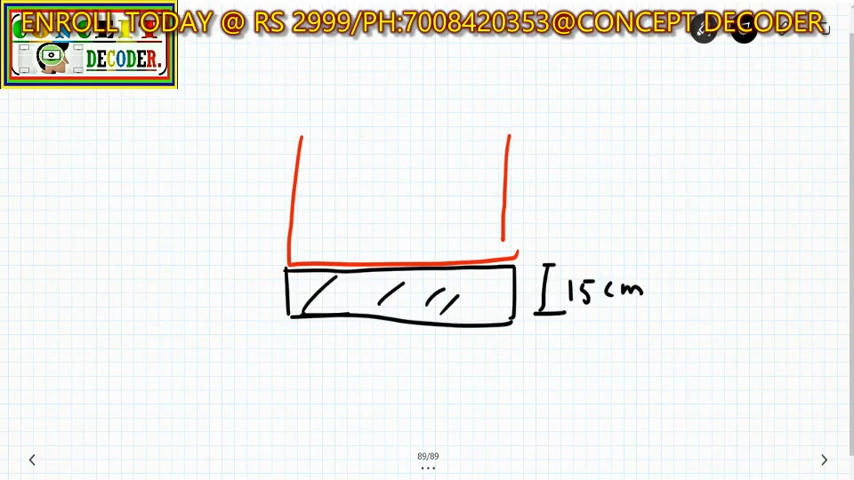 ENROLL TODAY @ RS 2999/PH:7008420353@CONCEPT DECODER
DECODER.
15 cm
89/89